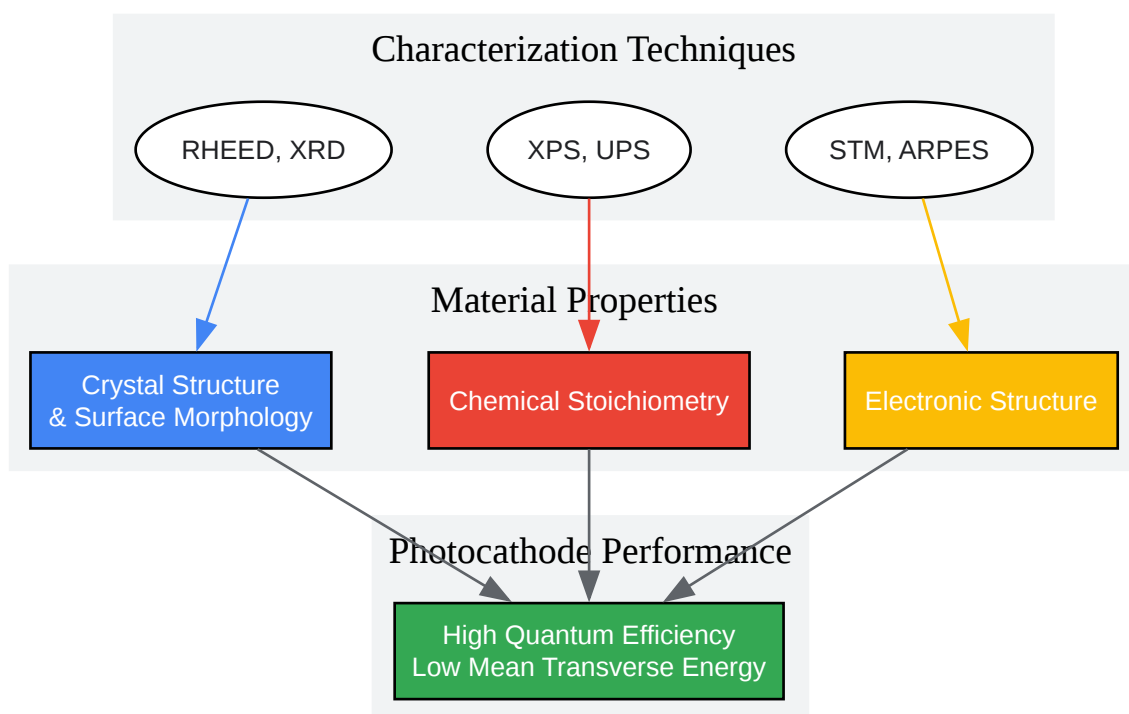 Characterization Techniques
RHEED, XRD
XPS, UPS
STM, ARPES
Material Properties
Crystal Structure
& Surface Morphology
Chemical Stoichiometry
Electronic Structure
Photocathode Performance
High Quantum Efficiency
Low Mean Transverse Energy